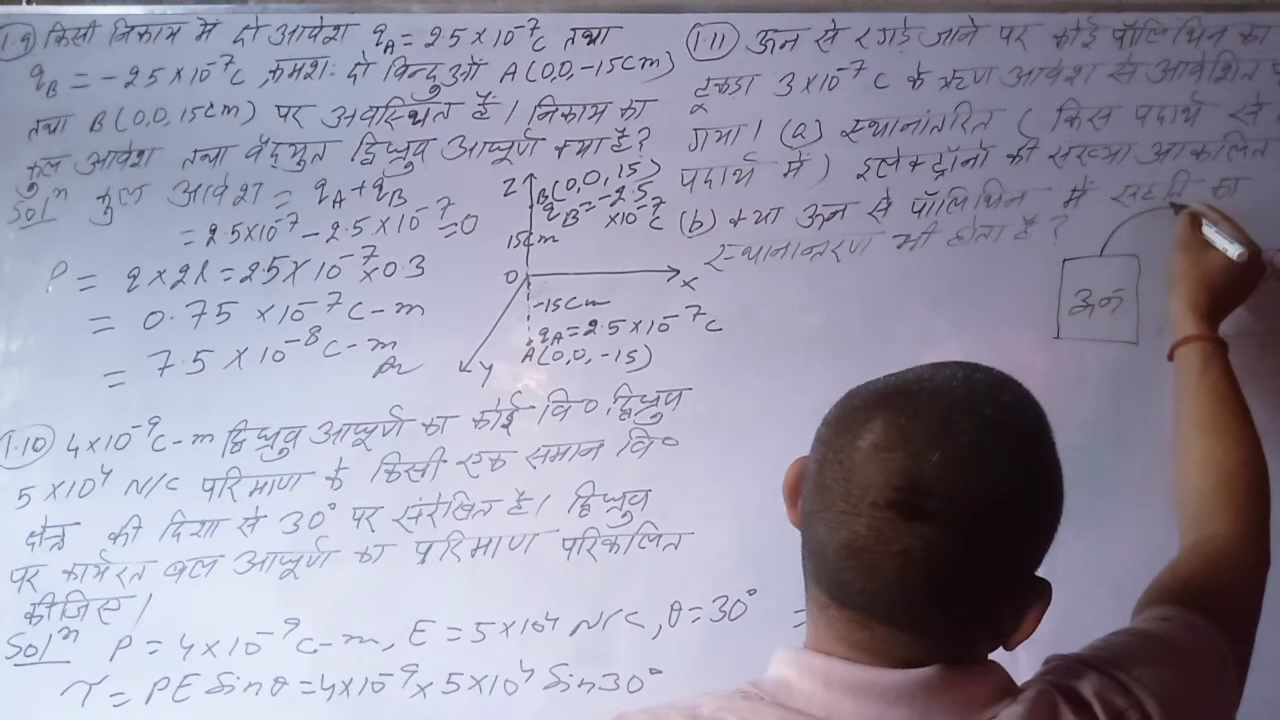 1.9 किसी निकाय में दो आवेश qA = 2.5 × 10⁻⁷C तथा
qB = -2.5 × 10⁻⁷C क्रमश: दो बिन्दुओं A(0,0,-15cm)
तथा B(0,0,15cm) पर अवस्थित हैं। निकाय का
कुल आवेश तथा वैद्युत द्विध्रुव आघूर्ण क्या है?
Solⁿ कुल आवेश = qA + qB
= 2.5×10⁻⁷ - 2.5 × 10⁻⁷ = 0
P = q × 2l = 2.5 × 10⁻⁷ × 0.3
= 0.75 × 10⁻⁷ C-m
= 7.5 × 10⁻⁸ C-m
Z
B(0,0,15)
qB = -2.5
×10⁻⁷C
15cm
O
X
-15cm
qA = 2.5 × 10⁻⁷C
A(0,0,-15)
Y
1.10 4×10⁻⁹C-m द्विध्रुव आघूर्ण का कोई वि० द्विध्रुव
5 × 10⁴ N/C परिमाण के किसी एक समान वि०
क्षेत्र की दिशा से 30° पर संरेखित है। द्विध्रुव
पर कार्यरत बल आघूर्ण का परिमाण परिकलित
कीजिए।
Solⁿ P = 4×10⁻⁹C-m, E = 5×10⁴ N/C, θ = 30°
τ = PE Sinθ = 4×10⁻⁹ × 5×10⁴ Sin30°
=
1.11 ऊन से रगड़े जाने पर कोई पॉलिथिन का
टूकड़ा 3×10⁻⁷C के ऋण आवेश से आवेशित
गया। (a) स्थानांतरित ( किस पदार्थ से
पदार्थ में) इलेक्ट्रॉनों की संख्या आकलित
(b) क्या ऊन से पॉलिथिन में संहति का
स्थानान्तरण भी होता है?
ऊन